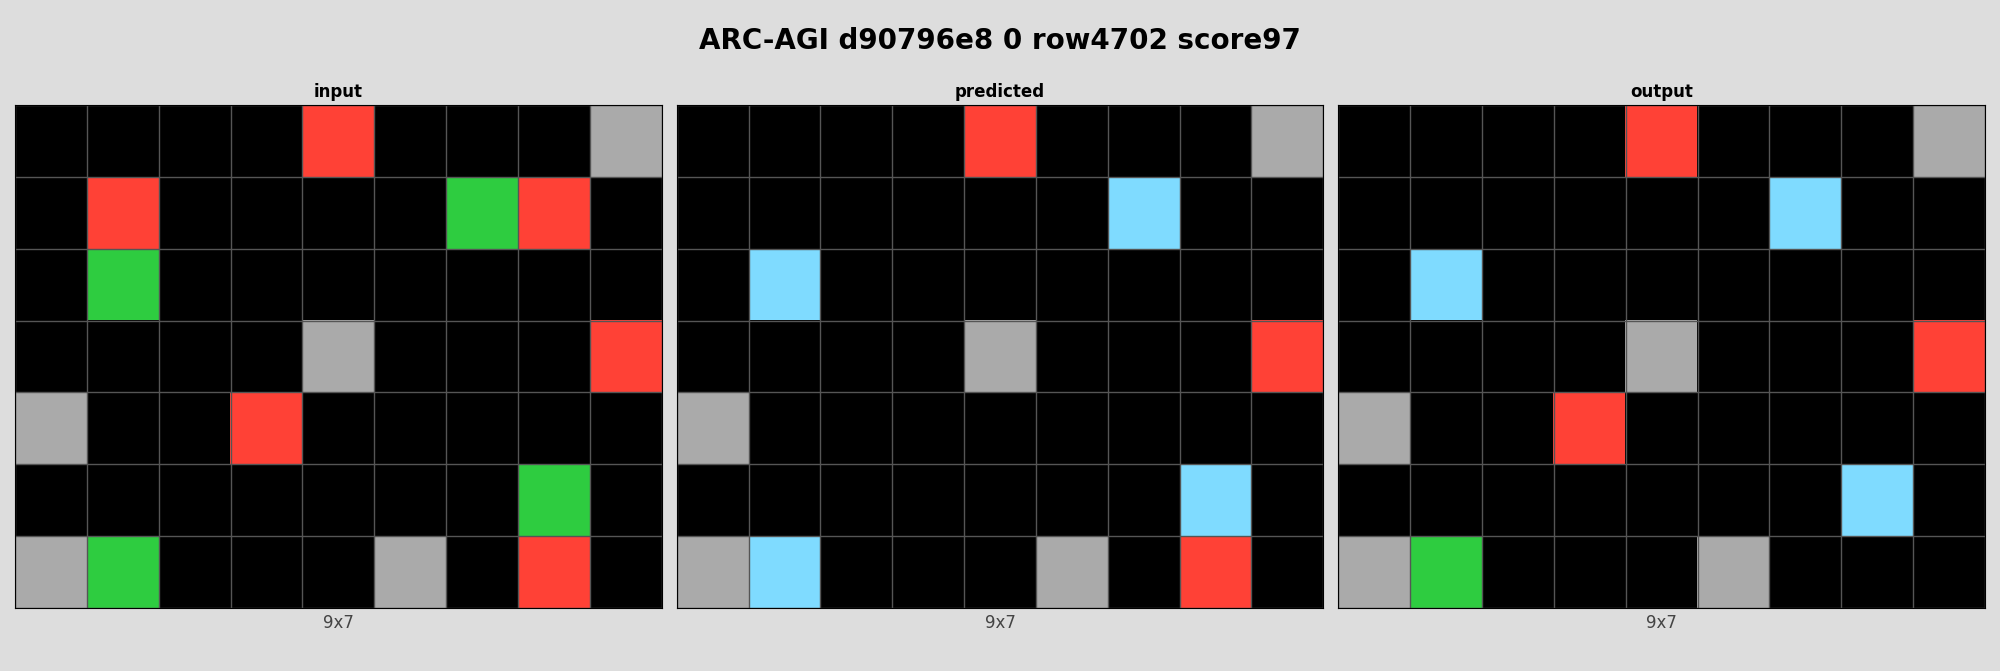 ARC-AGI d90796e8 0 row4702 score97
input
predicted
output
9x7
9x7
9x7